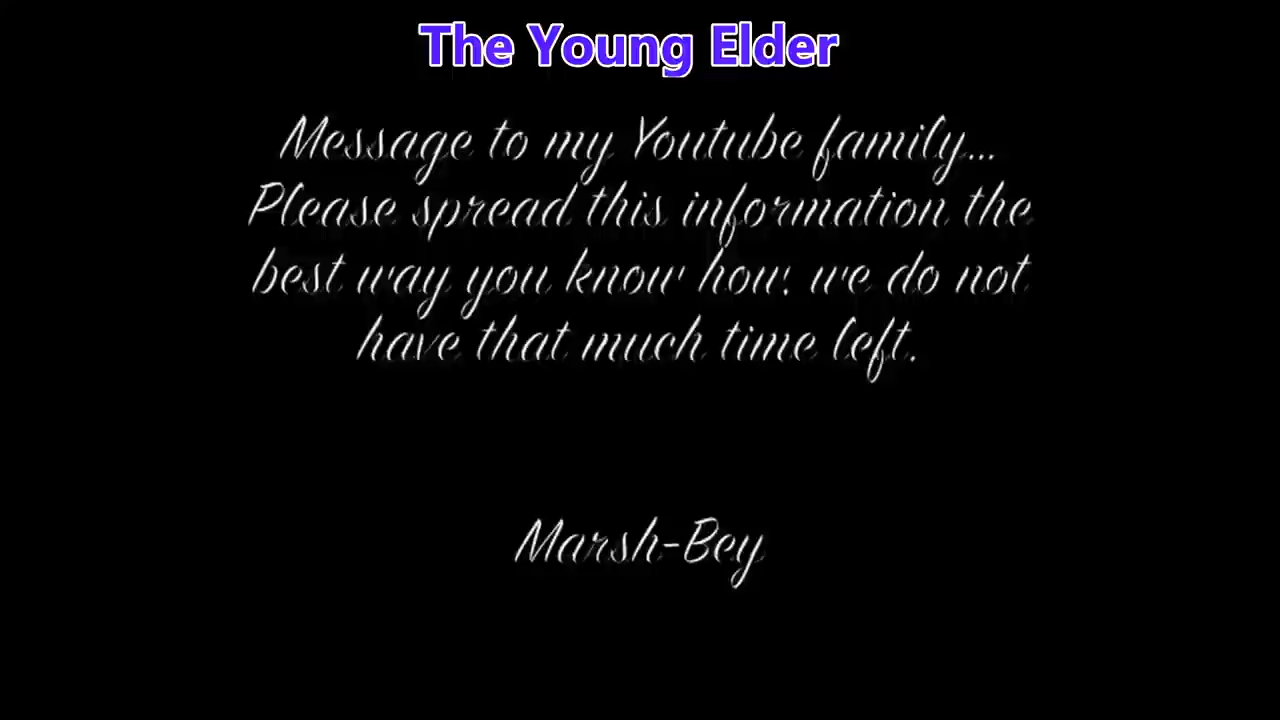 The Young Elder
Message to my Youtube family...
Please spread this information the
best way you know how. we do not
have that much time left.
Marsh-Bey